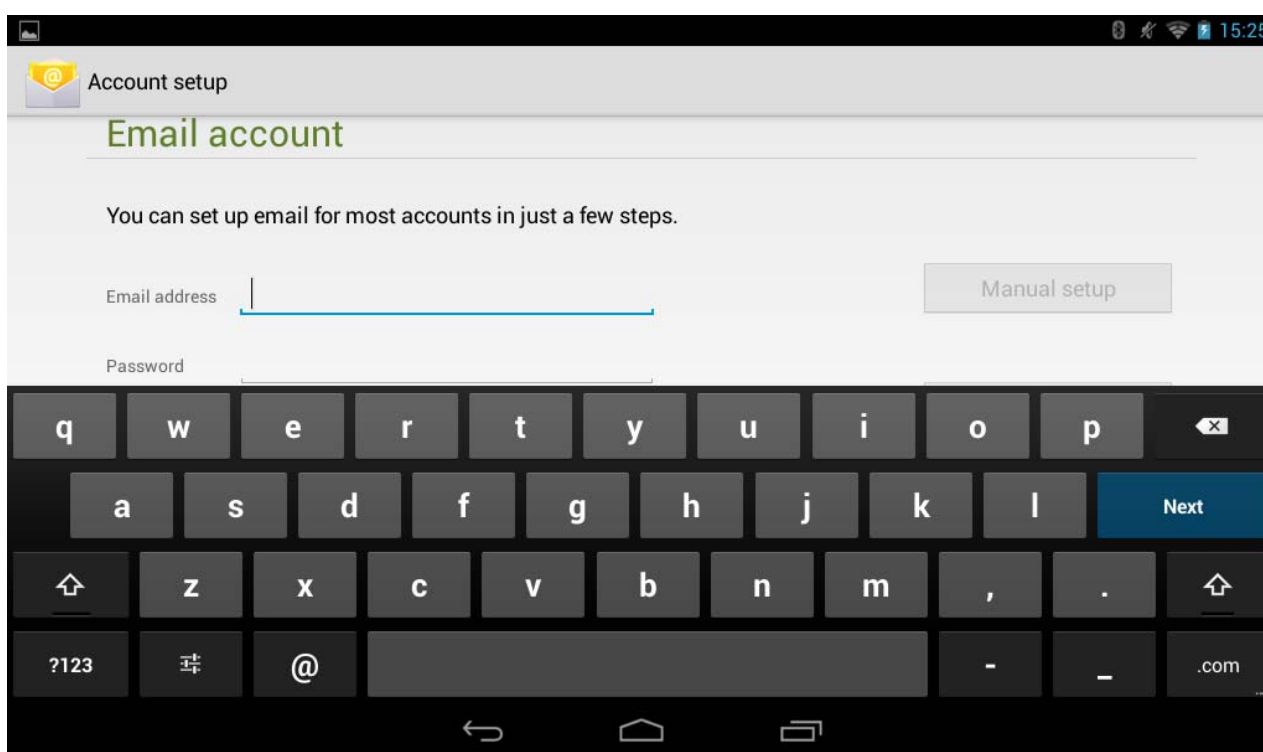 15:25
Account setup
Email account
You can set up email for most accounts in just a few steps.
Email address
Manual setup
Password
q w e r t y u i o p
a s d f g h j k l Next
z x c v b n m , .
?123 @ - _ .com